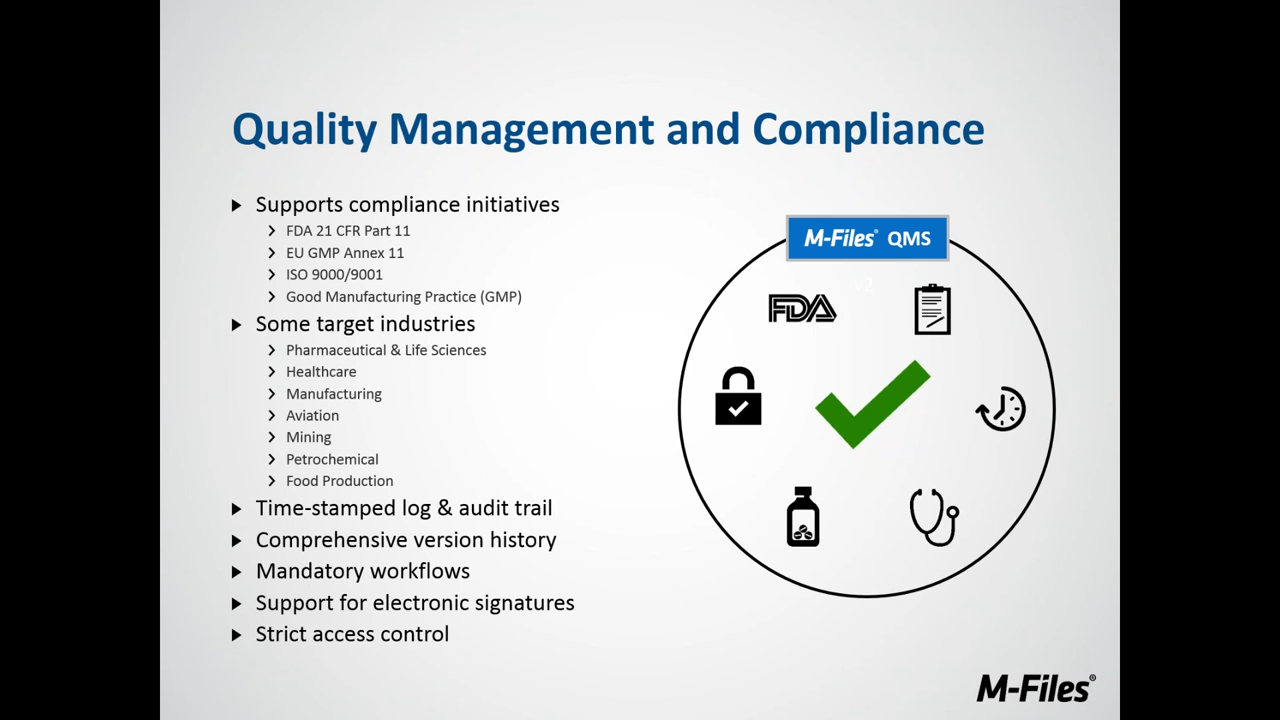 Quality Management and Compliance
Supports compliance initiatives
FDA 21 CFR Part 11
EU GMP Annex 11
ISO 9000/9001
Good Manufacturing Practice (GMP)
Some target industries
Pharmaceutical & Life Sciences
Healthcare
Manufacturing
Aviation
Mining
Petrochemical
Food Production
Time-stamped log & audit trail
Comprehensive version history
Mandatory workflows
Support for electronic signatures
Strict access control
M-Files® QMS
v2
FDA
M-Files®